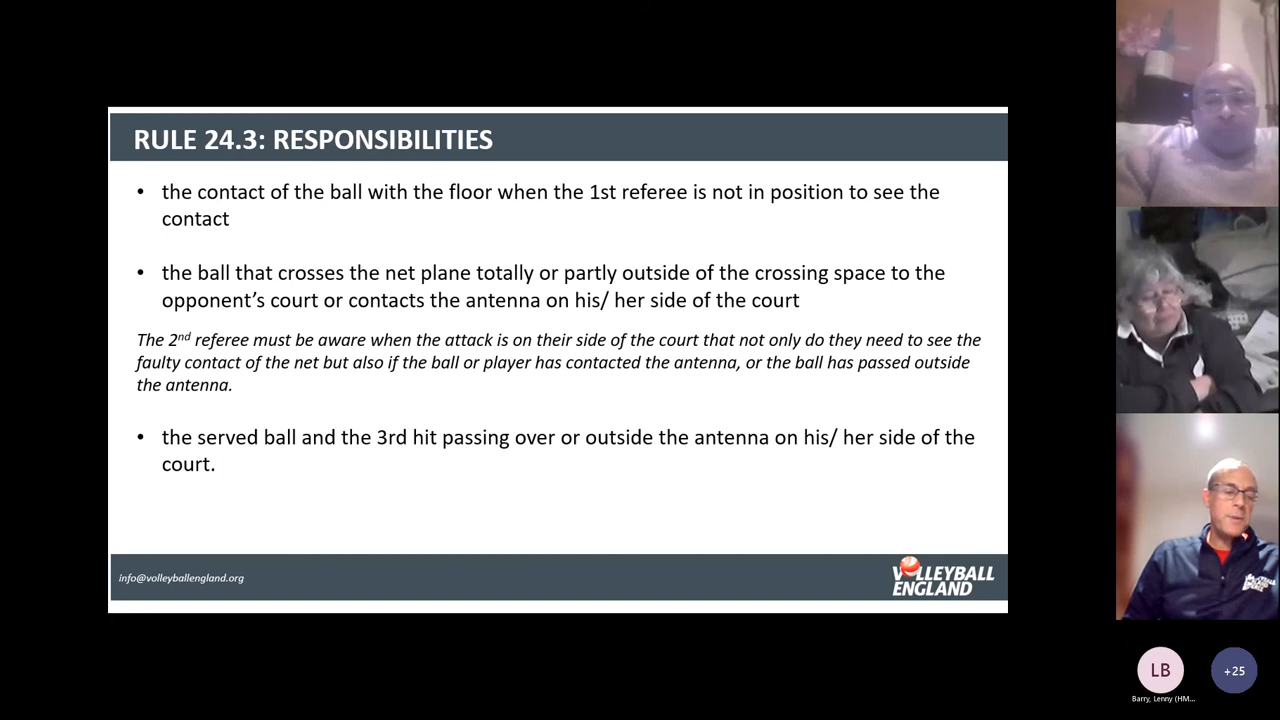 RULE 24.3: RESPONSIBILITIES
• the contact of the ball with the floor when the 1st referee is not in position to see the
contact
• the ball that crosses the net plane totally or partly outside of the crossing space to the
opponent's court or contacts the antenna on his/ her side of the court
The 2nd referee must be aware when the attack is on their side of the court that not only do they need to see the
faulty contact of the net but also if the ball or player has contacted the antenna, or the ball has passed outside
the antenna.
• the served ball and the 3rd hit passing over or outside the antenna on his/ her side of the
court.
info@volleyballengland.org
VOLLEYBALL
ENGLAND
LB
+25
Barry, Lenny (HM...